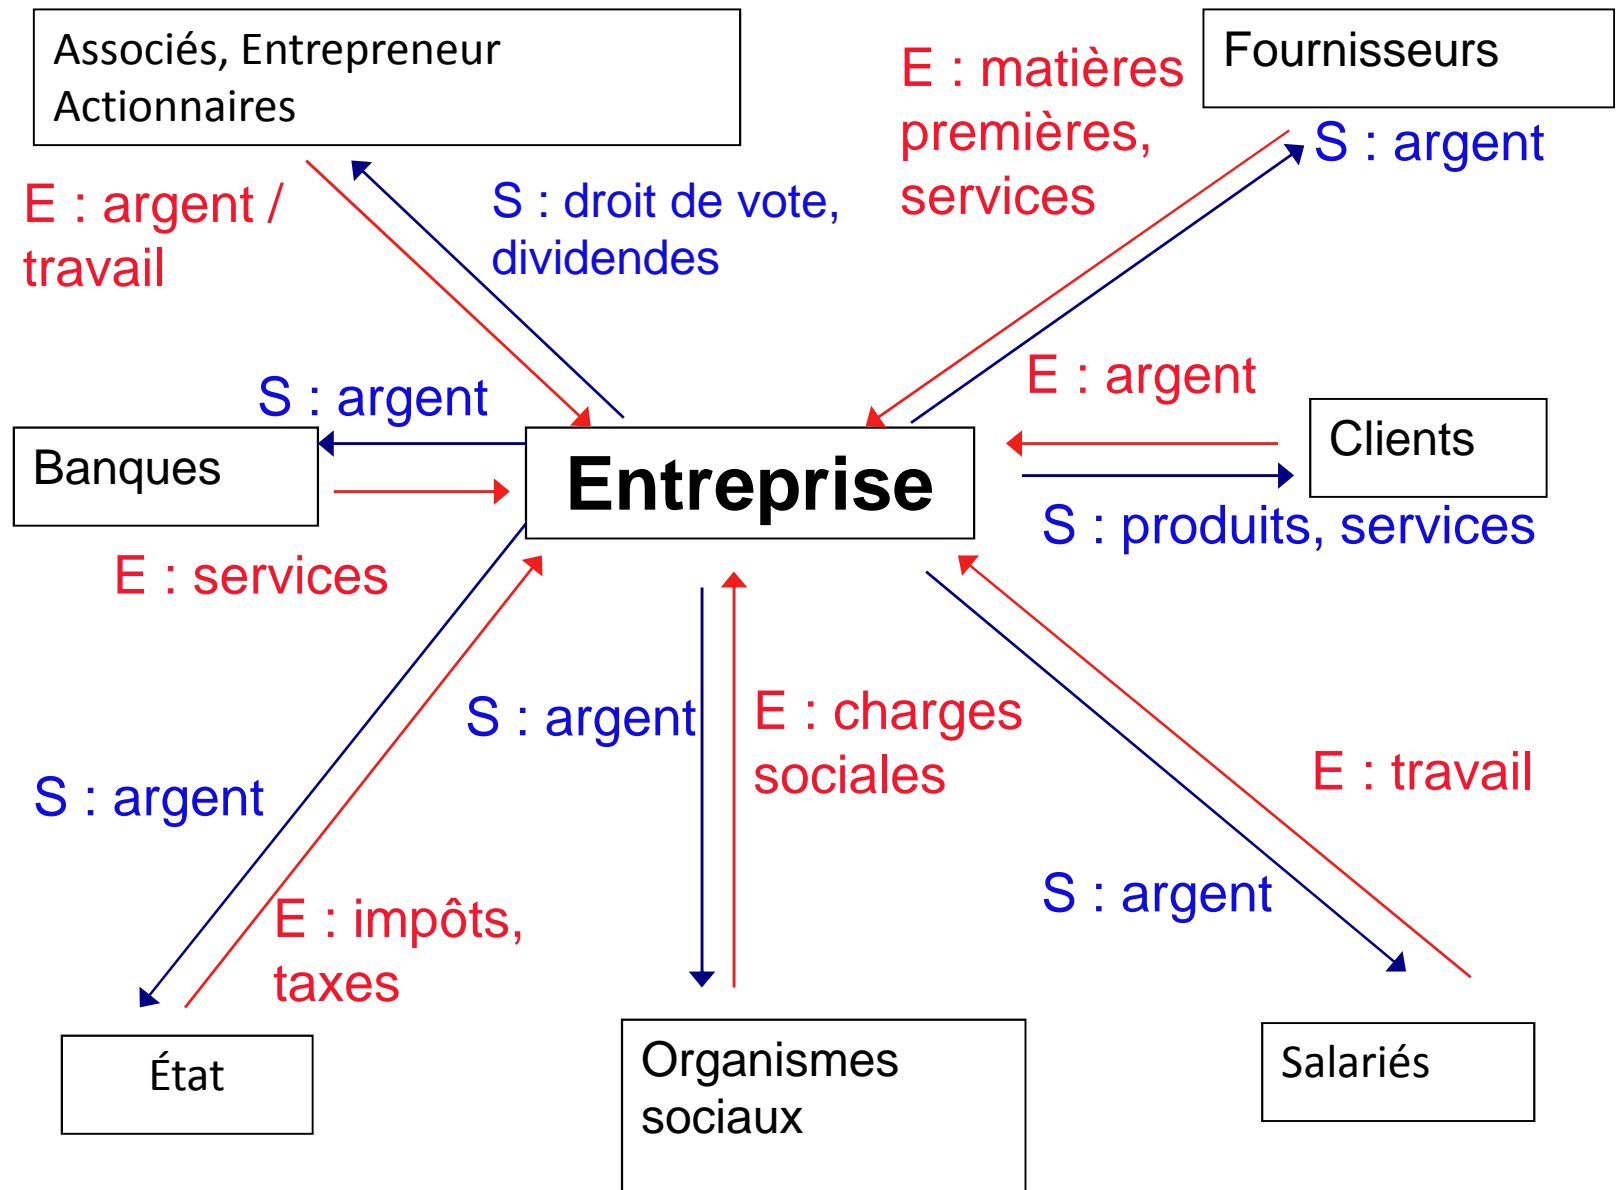 Associés, Entrepreneur
Actionnaires
E : matières
premières,
services
Fournisseurs
S : argent
E : argent /
travail
S : droit de vote,
dividendes
S : argent
E : argent
Banques
Entreprise
Clients
E : services
S : produits, services
S : argent
E : charges
sociales
S : argent
E : travail
S : argent
E : impôts,
taxes
État
Organismes
sociaux
Salariés